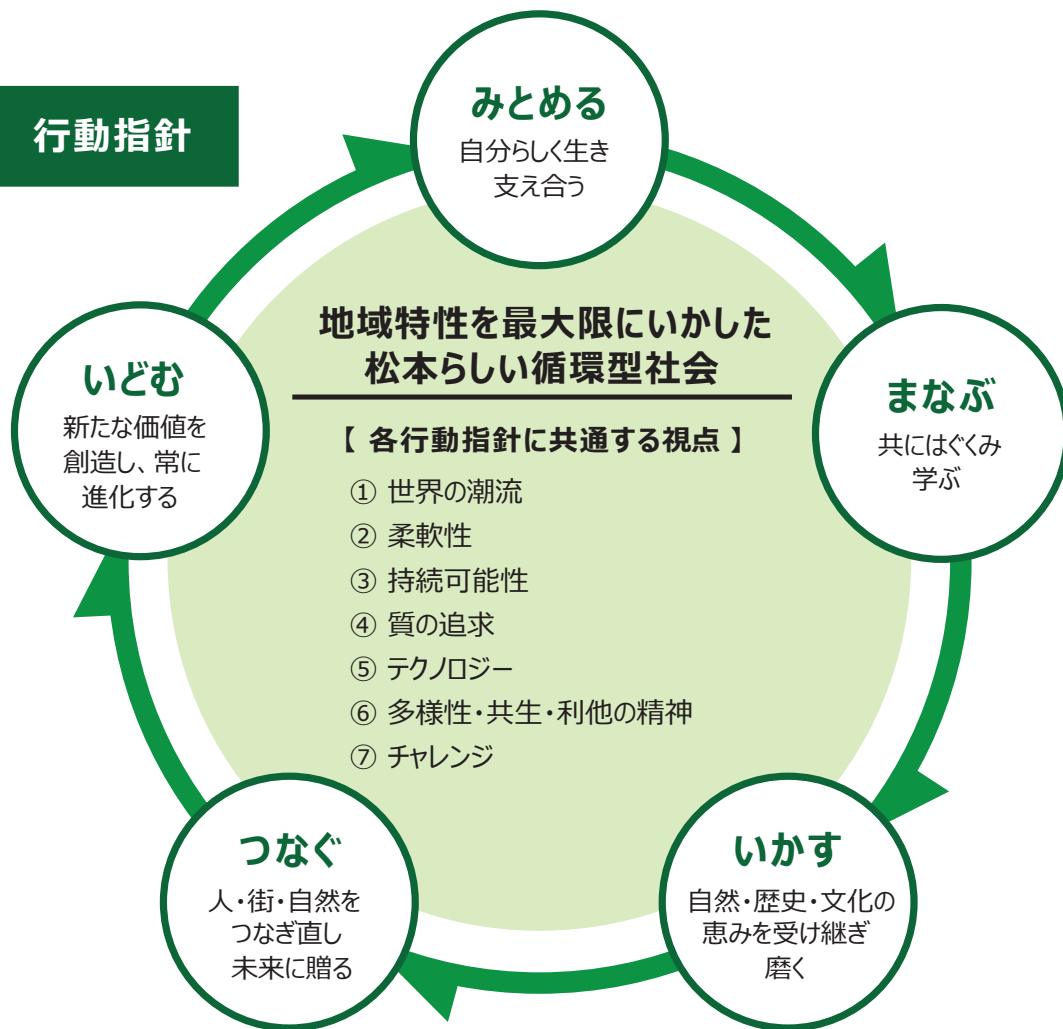 行動指針
みとめる
自分らしく生き
支え合う
まなぶ
共にはぐくみ
学ぶ
いかす
自然・歴史・文化の
恵みを受け継ぎ
磨く
つなぐ
人・街・自然を
つなぎ直し
未来に贈る
いどむ
新たな価値を
創造し、常に
進化する
地域特性を最大限にいかした
松本らしい循環型社会
【 各行動指針に共通する視点 】
① 世界の潮流
② 柔軟性
③ 持続可能性
④ 質の追求
⑤ テクノロジー
⑥ 多様性・共生・利他の精神
⑦ チャレンジ